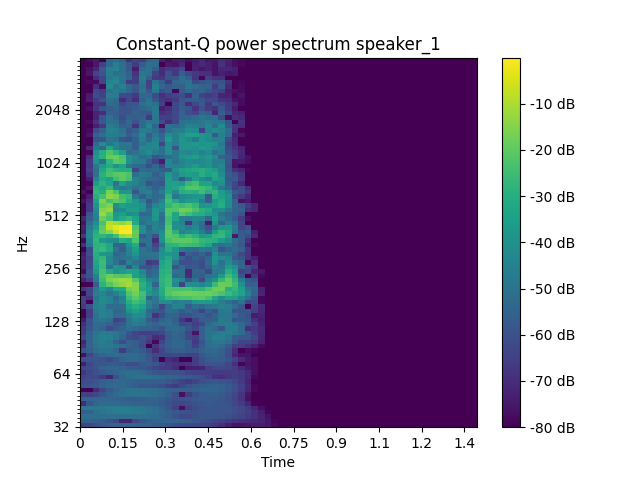 Constant-Q power spectrum speaker_1
Hz
2048
1024
512
256
128
64
32
0 0.15 0.3 0.45 0.6 0.75 0.9 1.1 1.2 1.4
Time
-10 dB
-20 dB
-30 dB
-40 dB
-50 dB
-60 dB
-70 dB
-80 dB